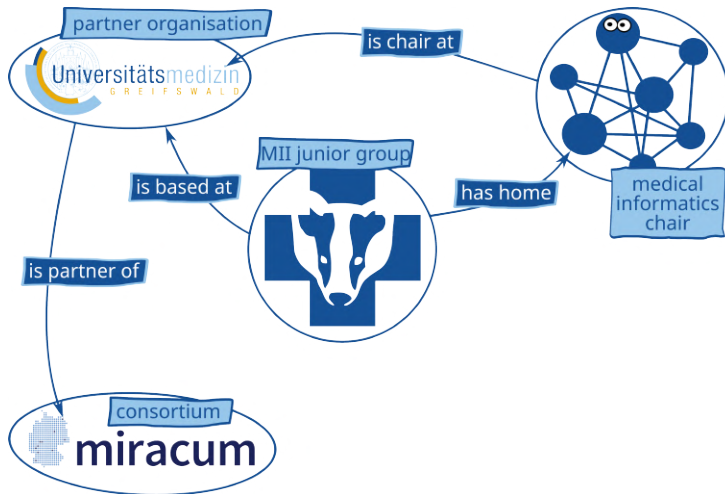 partner organisation
Universitätsmedizin
GREIFSWALD
is chair at
MII junior group
is based at
has home
medical
informatics
chair
is partner of
consortium
miracum